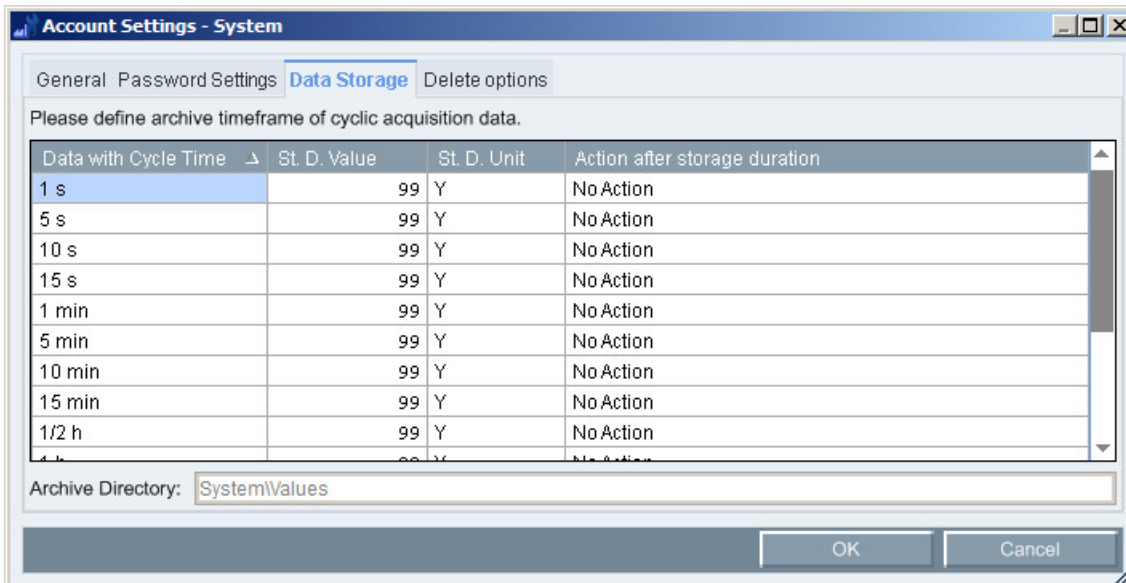 Account Settings - System
General Password Settings Data Storage Delete options
Please define archive timeframe of cyclic acquisition data.
Data with Cycle Time St. D. Value St. D. Unit Action after storage duration
1 s 99 Y No Action
5 s 99 Y No Action
10 s 99 Y No Action
15 s 99 Y No Action
1 min 99 Y No Action
5 min 99 Y No Action
10 min 99 Y No Action
15 min 99 Y No Action
1/2 h 99 Y No Action
Archive Directory: System\Values
OK Cancel